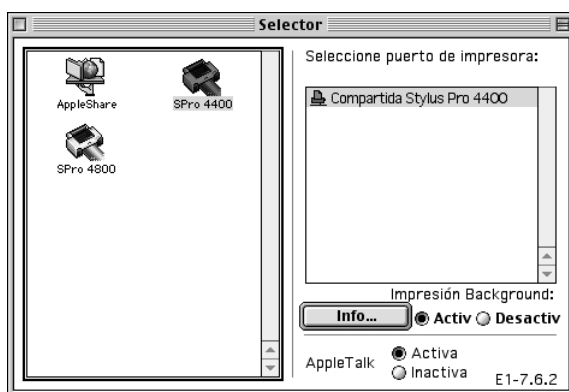 Selector
AppleShare
SPro 4400
SPro 4800
Seleccione puerto de impresora:
Compartida Stylus Pro 4400
Impresión Background:
Info...
Activ
Desactiv
AppleTalk
Activa
Inactiva
E1-7.6.2